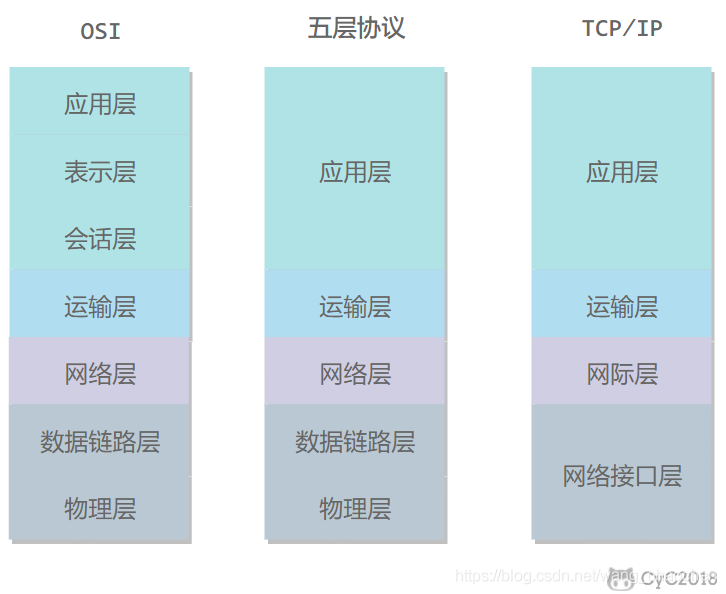 OSI
五层协议
TCP/IP
应用层
表示层
会话层
运输层
网络层
数据链路层
物理层
应用层
运输层
网络层
数据链路层
物理层
应用层
运输层
网际层
网络接口层
https://blog.csdn.net/wang
CyC2018